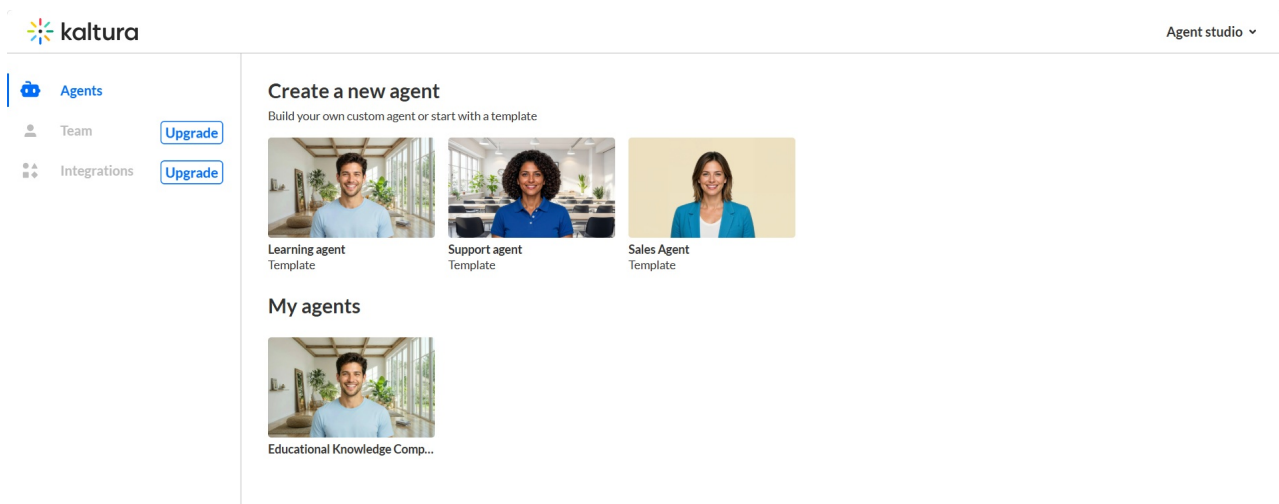 kaltura
Agent studio
Agents
Team
Upgrade
Integrations
Upgrade
Create a new agent
Build your own custom agent or start with a template
Learning agent
Template
Support agent
Template
Sales Agent
Template
My agents
Educational Knowledge Comp...